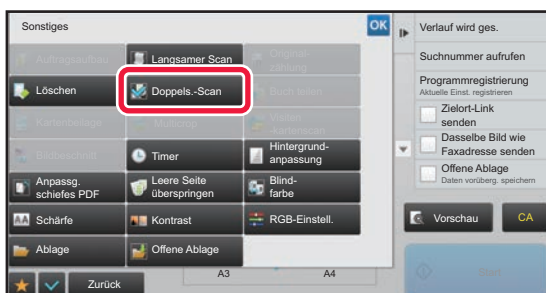 Sonstiges
OK
Auftragsaufbau
Langsamer Scan
Original-
zählung
Löschen
Doppels.-Scan
Buch teilen
Kartenbeilage
Multicrop
Visiten
-kartenscan
Bildbeschnitt
Timer
Hintergrund-
anpassung
Anpassg.
schiefes PDF
Leere Seite
überspringen
Blind-
farbe
AA Schärfe
Kontrast
RGB-Einstell.
Ablage
Offene Ablage
Zurück
A3
A4
Verlauf wird ges.
Suchnummer aufrufen
Programmregistrierung
Aktuelle Einst. registrieren
Zielort-Link
senden
Dasselbe Bild wie
Faxadresse senden
Offene Ablage
Daten vorüberg. speichern
Vorschau
CA
Start